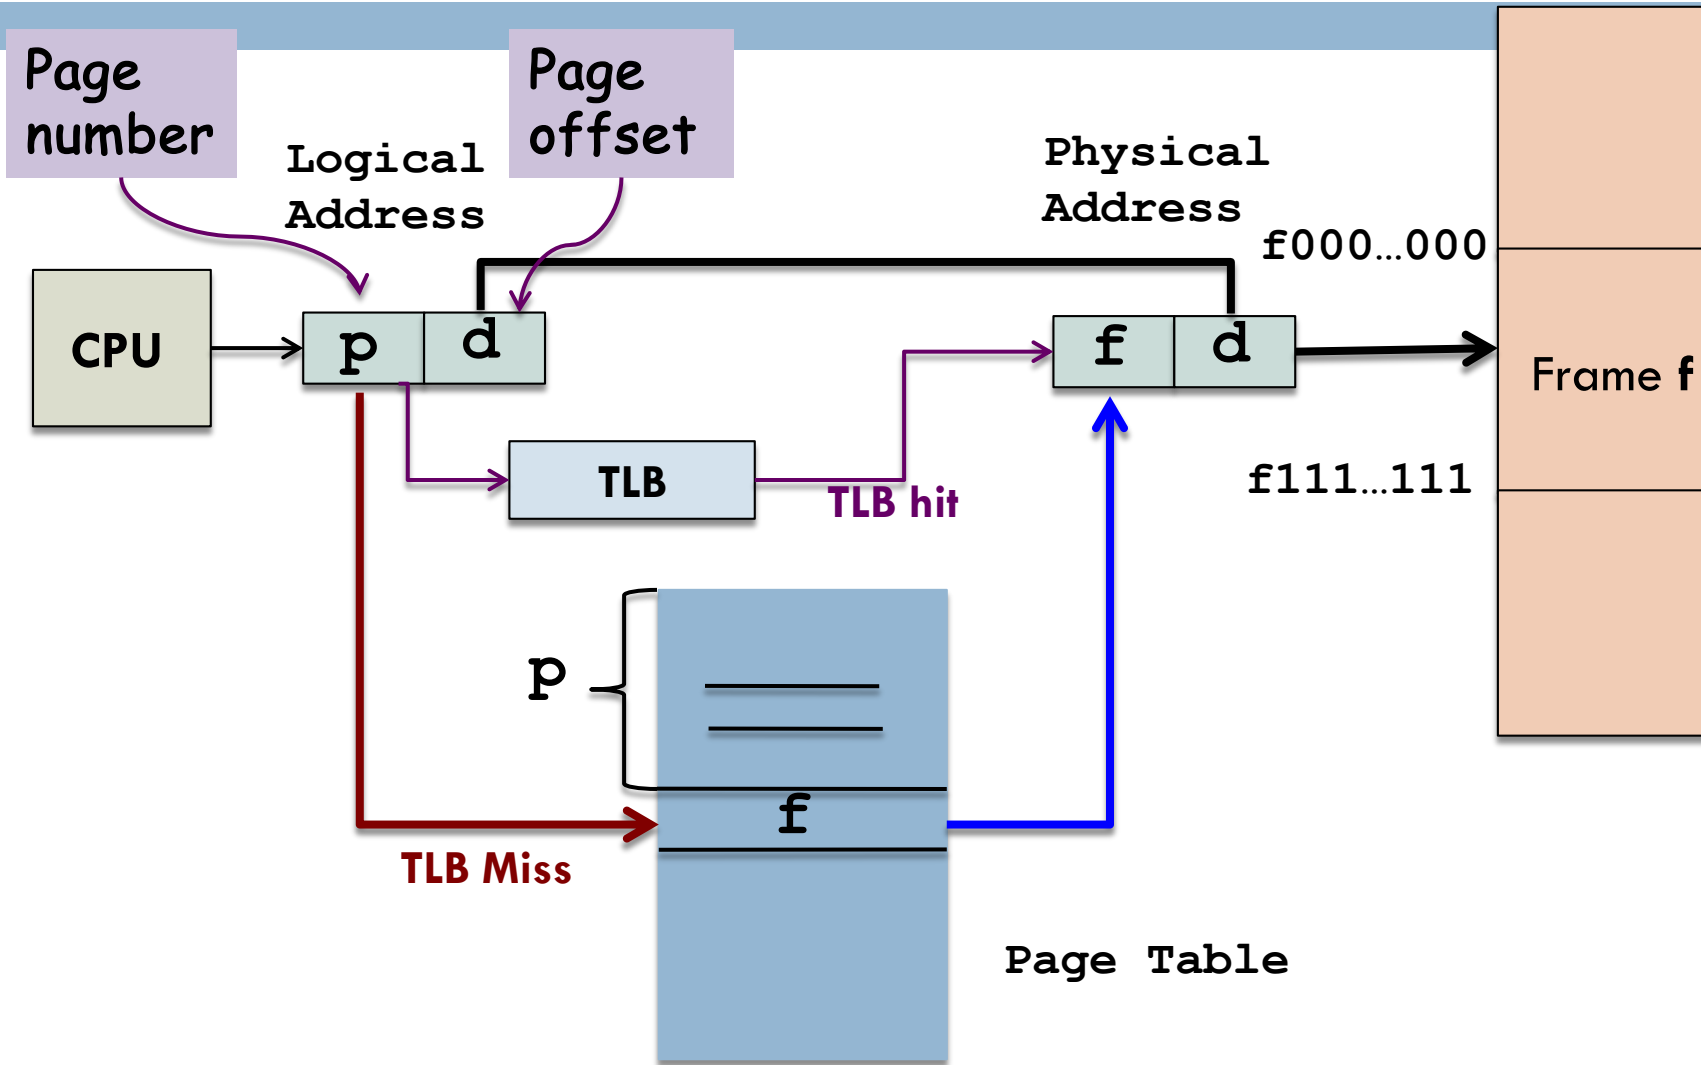 Page
number
Page
offset
Logical
Address
Physical
Address
f000…000
CPU
p
d
f
d
Frame f
TLB
TLB hit
f111…111
p
f
TLB Miss
Page Table